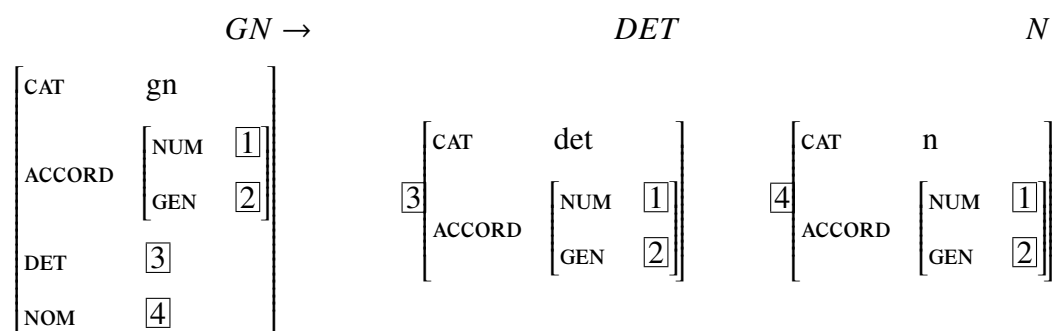 GN → DET N
CAT gn
NUM 1
ACCORD
GEN 2
DET 3
NOM 4
3
CAT det
NUM 1
ACCORD
GEN 2
4
CAT n
NUM 1
ACCORD
GEN 2